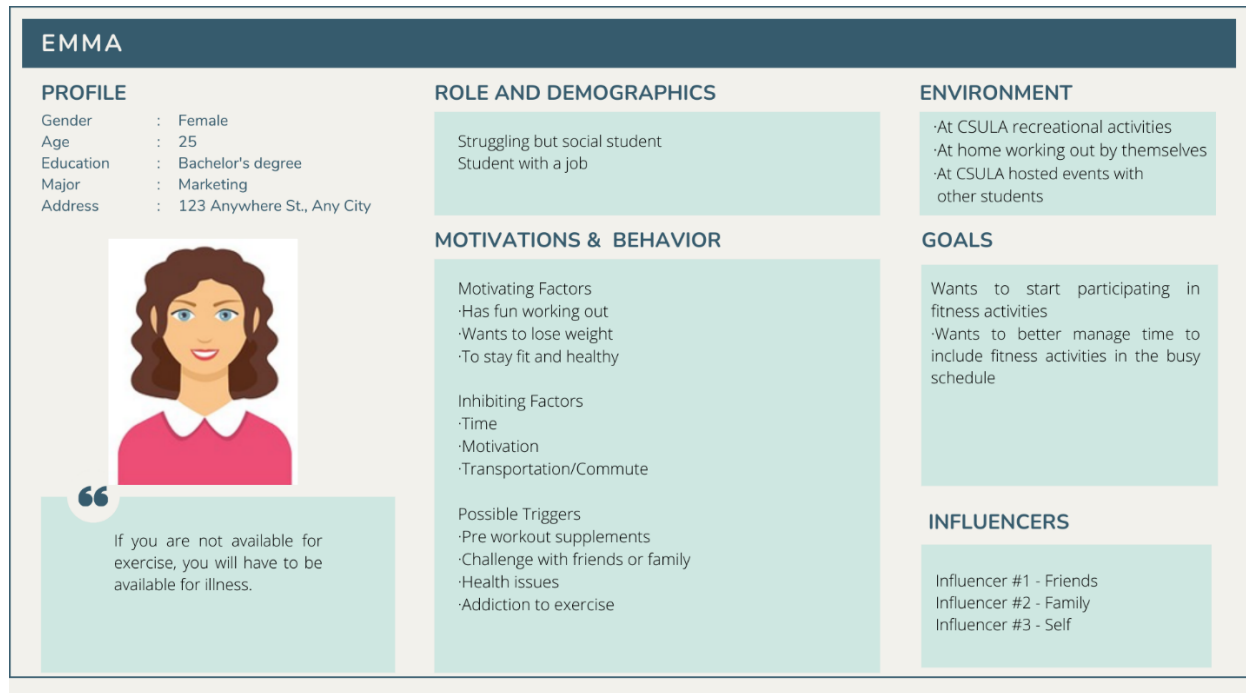 EMMA
PROFILE
Gender : Female
Age : 25
Education : Bachelor's degree
Major : Marketing
Address : 123 Anywhere St., Any City
“
If you are not available for
exercise, you will have to be
available for illness.
ROLE AND DEMOGRAPHICS
Struggling but social student
Student with a job
MOTIVATIONS & BEHAVIOR
Motivating Factors
·Has fun working out
·Wants to lose weight
·To stay fit and healthy
Inhibiting Factors
·Time
·Motivation
·Transportation/Commute
Possible Triggers
·Pre workout supplements
·Challenge with friends or family
·Health issues
·Addiction to exercise
ENVIRONMENT
·At CSULA recreational activities
·At home working out by themselves
·At CSULA hosted events with
other students
GOALS
Wants to start participating in
fitness activities
·Wants to better manage time to
include fitness activities in the busy
schedule
INFLUENCERS
Influencer #1 - Friends
Influencer #2 - Family
Influencer #3 - Self